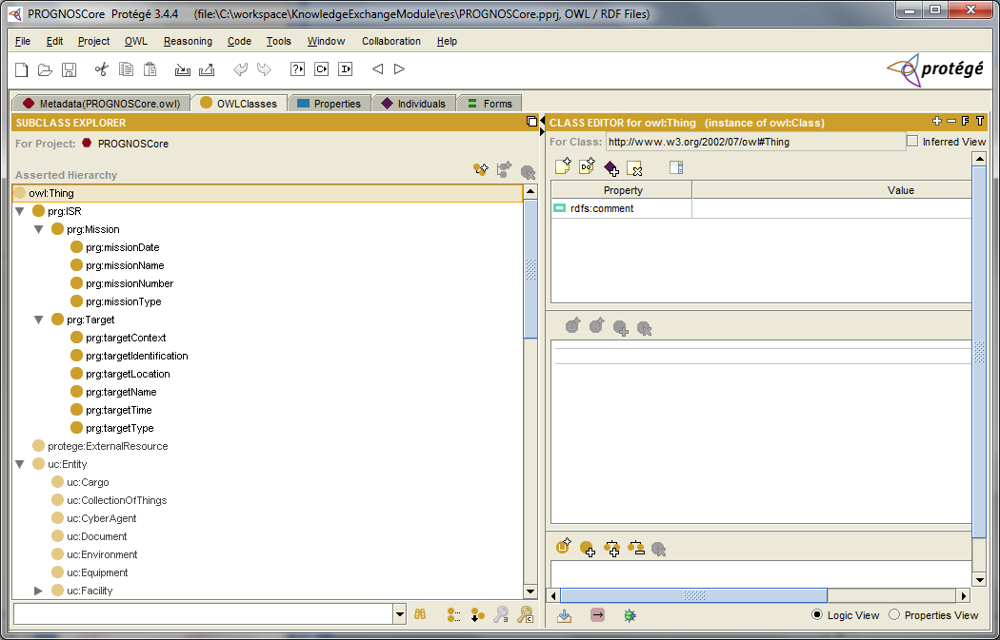 PROGNOSCore  Protégé 3.4.4    (file:\C:\workspace\KnowledgeExchangeModule\res\PROGNOSCore.pprj, OWL / RDF Files)
File Edit Project OWL Reasoning Code Tools Window Collaboration Help
protégé
Metadata(PROGNOSCore.owl) OWLClasses Properties Individuals Forms
SUBCLASS EXPLORER
For Project: PROGNOSCore
Asserted Hierarchy
owl:Thing
prg:ISR
prg:Mission
prg:missionDate
prg:missionName
prg:missionNumber
prg:missionType
prg:Target
prg:targetContext
prg:targetIdentification
prg:targetLocation
prg:targetName
prg:targetTime
prg:targetType
protege:ExternalResource
uc:Entity
uc:Cargo
uc:CollectionOfThings
uc:CyberAgent
uc:Document
uc:Environment
uc:Equipment
uc:Facility
CLASS EDITOR for owl:Thing   (instance of owl:Class) F T
For Class: http://www.w3.org/2002/07/owl#Thing Inferred View
Property Value
rdfs:comment
Logic View Properties View